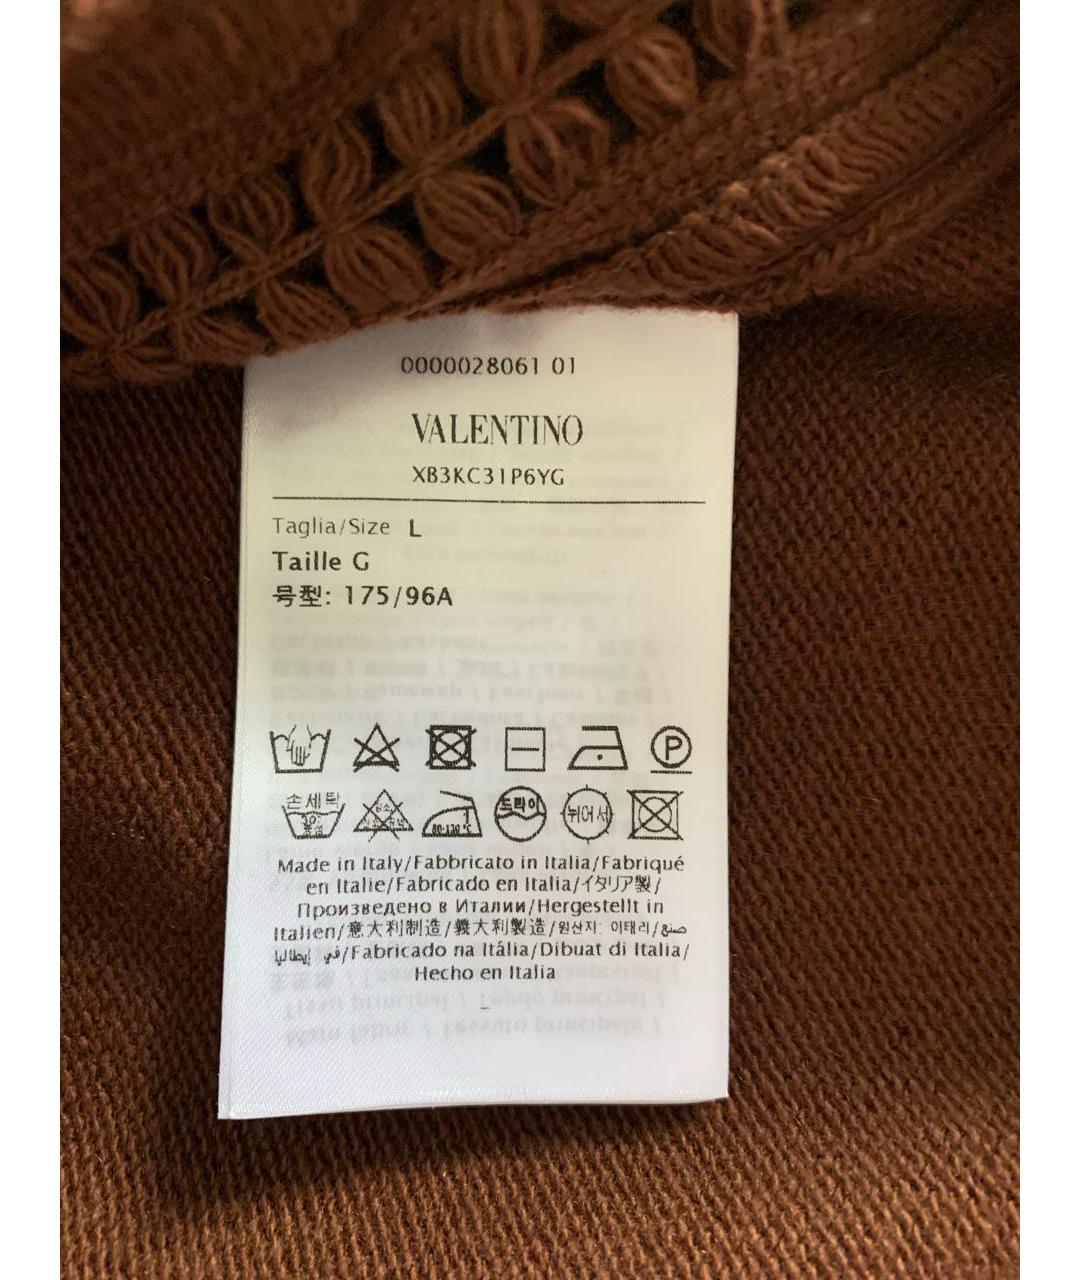 0000028061 01
VALENTINO
XB3KC31P6YG
Taglia/Size L
Taille G
号型: 175/96A
P
손세탁
드라이 뉘어서
80-120°C
Made in Italy/Fabbricato in Italia/Fabriqué
en Italie/Fabricado en Italia/イタリア製/
Произведено в Италии/Hergestellt in
Italien/意大利制造/義大利製造/원산지: 이태리/صنع
في إيطاليا/Fabricado na Itália/Dibuat di Italia/
Hecho en Italia